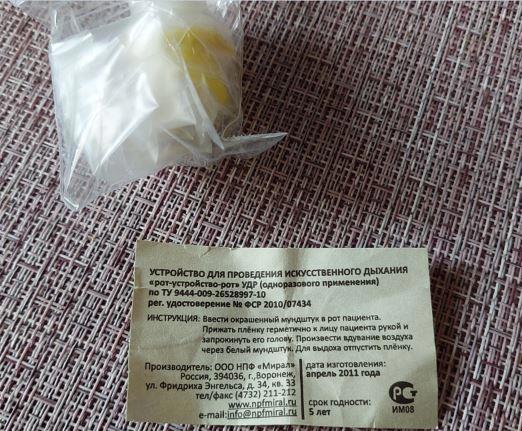 УСТРОЙСТВО ДЛЯ ПРОВЕДЕНИЯ ИСКУССТВЕННОГО ДЫХАНИЯ
«рот-устройство-рот» УДР (одноразового применения)
по ТУ 9444-009-26528997-10
рег. удостоверение № ФСР 2010/07434
ИНСТРУКЦИЯ: Ввести окрашенный мундштук в рот пациента.
Прижать плёнку герметично к лицу пациента рукой и
запрокинуть его голову. Произвести вдувание воздуха
через белый мундштук. Для выдоха отпустить плёнку.
Производитель: ООО НПФ «Мирал»
Россия, 394036, г.,Воронеж,
ул. Фридриха Энгельса, д. 34, кв. 33
тел/факс (4732) 211-212
www.npfmiral.ru
e-mail:info@npfmiral.ru
дата изготовления:
апрель 2011 года
срок годности:
5 лет
РСТ
ИМ08